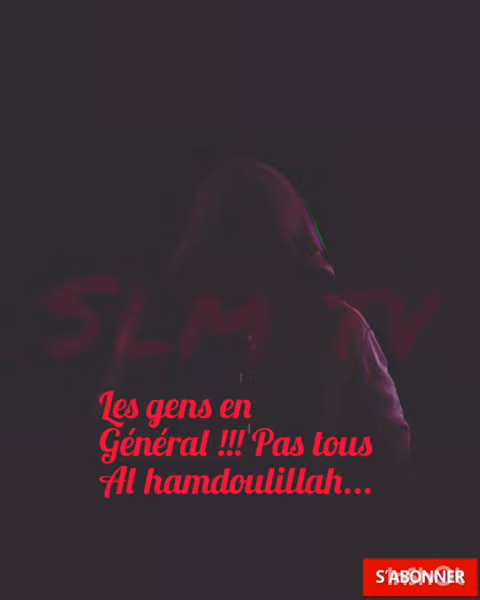 SLM TV
Les gens en
Général !!! Pas tous
Al hamdoulillah...
S'ABONNER